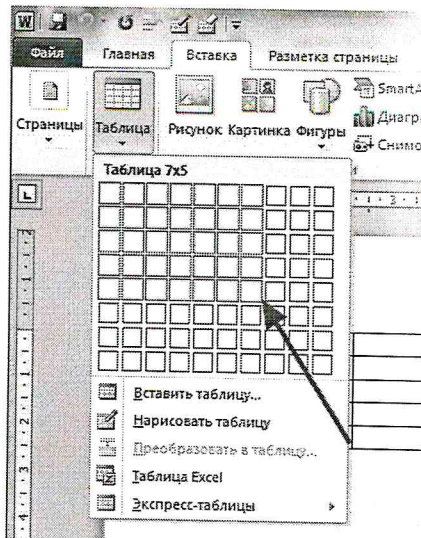 W
Файл Главная Вставка Разметка страницы
Страницы Таблица Рисунок Картинка Фигуры
SmartA
Диагр
Снимо
Таблица 7x5
Вставить таблицу...
Нарисовать таблицу
Преобразовать в таблицу...
Таблица Excel
Экспресс-таблицы